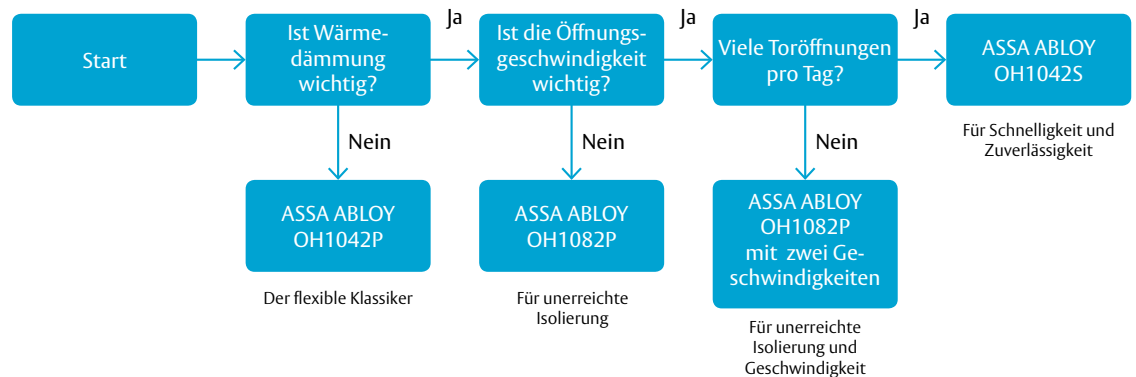 Start
Ist Wärme-
dämmung
wichtig?
Ja
Ist die Öffnungs-
geschwindigkeit
wichtig?
Ja
Viele Toröffnungen
pro Tag?
Ja
ASSA ABLOY
OH1042S
Für Schnelligkeit und
Zuverlässigkeit
Nein
Nein
Nein
ASSA ABLOY
OH1042P
Der flexible Klassiker
ASSA ABLOY
OH1082P
Für unerreichte
Isolierung
ASSA ABLOY
OH1082P
mit zwei Ge-
schwindigkeiten
Für unerreichte
Isolierung und
Geschwindigkeit